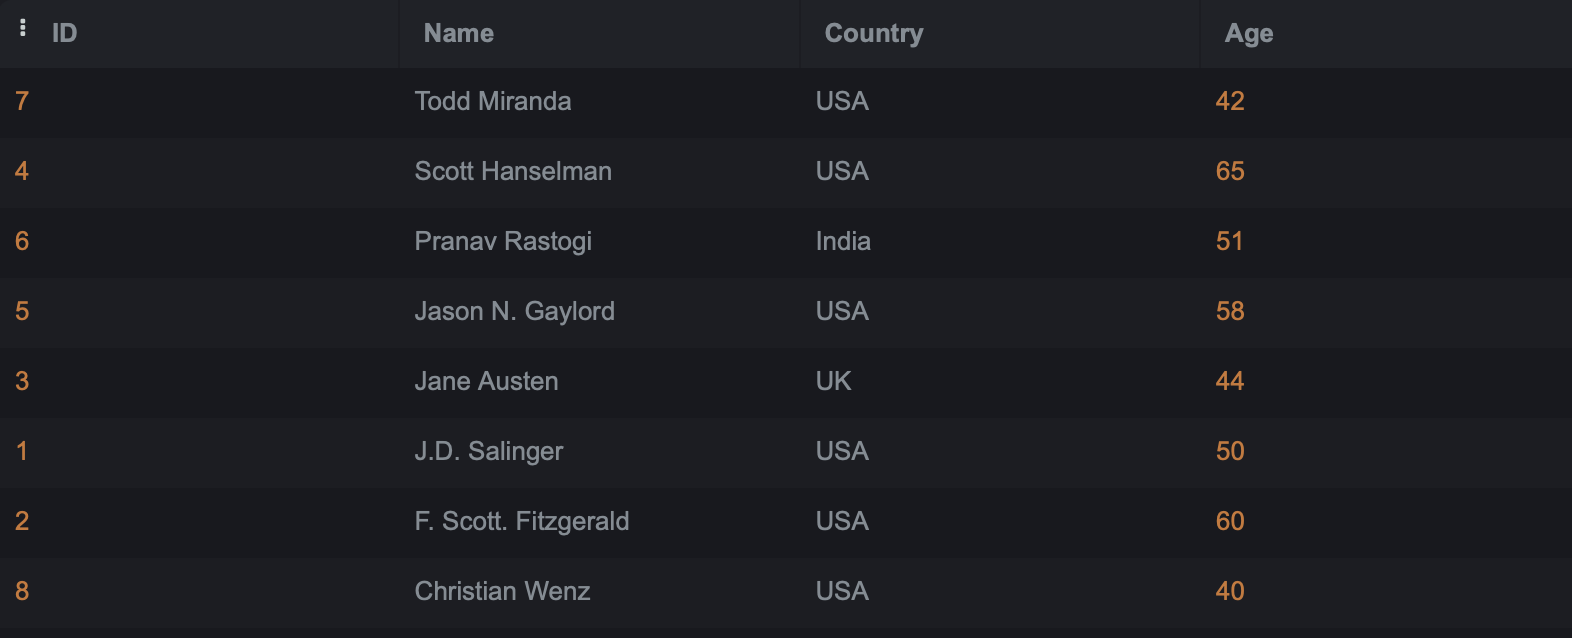 ID Name Country Age
7 Todd Miranda USA 42
4 Scott Hanselman USA 65
6 Pranav Rastogi India 51
5 Jason N. Gaylord USA 58
3 Jane Austen UK 44
1 J.D. Salinger USA 50
2 F. Scott. Fitzgerald USA 60
8 Christian Wenz USA 40